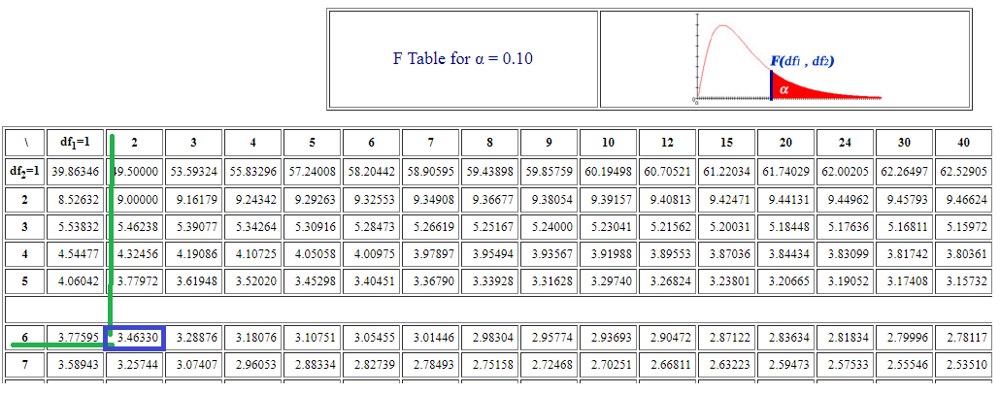 F Table for α = 0.10
F(df₁ , df₂)
α
0
\ df₁=1 2 3 4 5 6 7 8 9 10 12 15 20 24 30 40
df₂=1 39.86346 49.50000 53.59324 55.83296 57.24008 58.20442 58.90595 59.43898 59.85759 60.19498 60.70521 61.22034 61.74029 62.00205 62.26497 62.52905
2 8.52632 9.00000 9.16179 9.24342 9.29263 9.32553 9.34908 9.36677 9.38054 9.39157 9.40813 9.42471 9.44131 9.44962 9.45793 9.46624
3 5.53832 5.46238 5.39077 5.34264 5.30916 5.28473 5.26619 5.25167 5.24000 5.23041 5.21562 5.20031 5.18448 5.17636 5.16811 5.15972
4 4.54477 4.32456 4.19086 4.10725 4.05058 4.00975 3.97897 3.95494 3.93567 3.91988 3.89553 3.87036 3.84434 3.83099 3.81742 3.80361
5 4.06042 3.77972 3.61948 3.52020 3.45298 3.40451 3.36790 3.33928 3.31628 3.29740 3.26824 3.23801 3.20665 3.19052 3.17408 3.15732
6 3.77595 3.46330 3.28876 3.18076 3.10751 3.05455 3.01446 2.98304 2.95774 2.93693 2.90472 2.87122 2.83634 2.81834 2.79996 2.78117
7 3.58943 3.25744 3.07407 2.96053 2.88334 2.82739 2.78493 2.75158 2.72468 2.70251 2.66811 2.63223 2.59473 2.57533 2.55546 2.53510